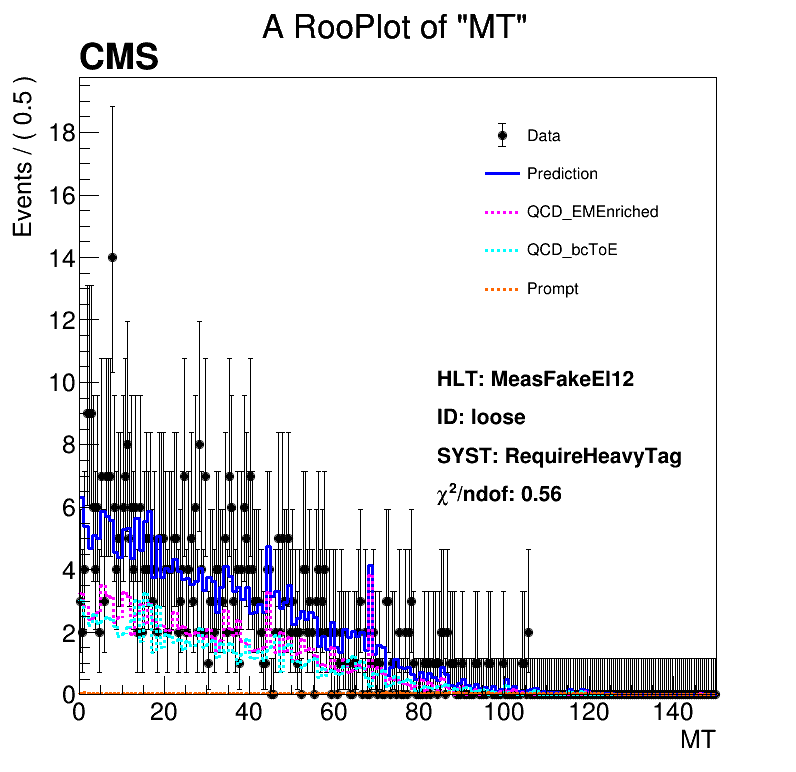 A RooPlot of "MT"
CMS
Events / ( 0.5 )
18
16
14
12
10
8
6
4
2
0
Data
Prediction
QCD_EMEnriched
QCD_bcToE
Prompt
HLT: MeasFakeEl12
ID: loose
SYST: RequireHeavyTag
χ²/ndof: 0.56
0 20 40 60 80 100 120 140
MT